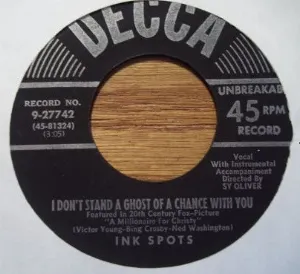 DECCA
UNBREAKAB
RECORD NO.
9-27742
(45-81324)
(3:05)
45 RPM
RECORD
Vocal
With Instrumental
Accompaniment
Directed By
SY OLIVER
I DON'T STAND A GHOST OF A CHANCE WITH YOU
Featured in 20th Century Fox-Picture
"A Millionaire For Christy"
(Victor Young-Bing Crosby-Ned Washington)
INK SPOTS